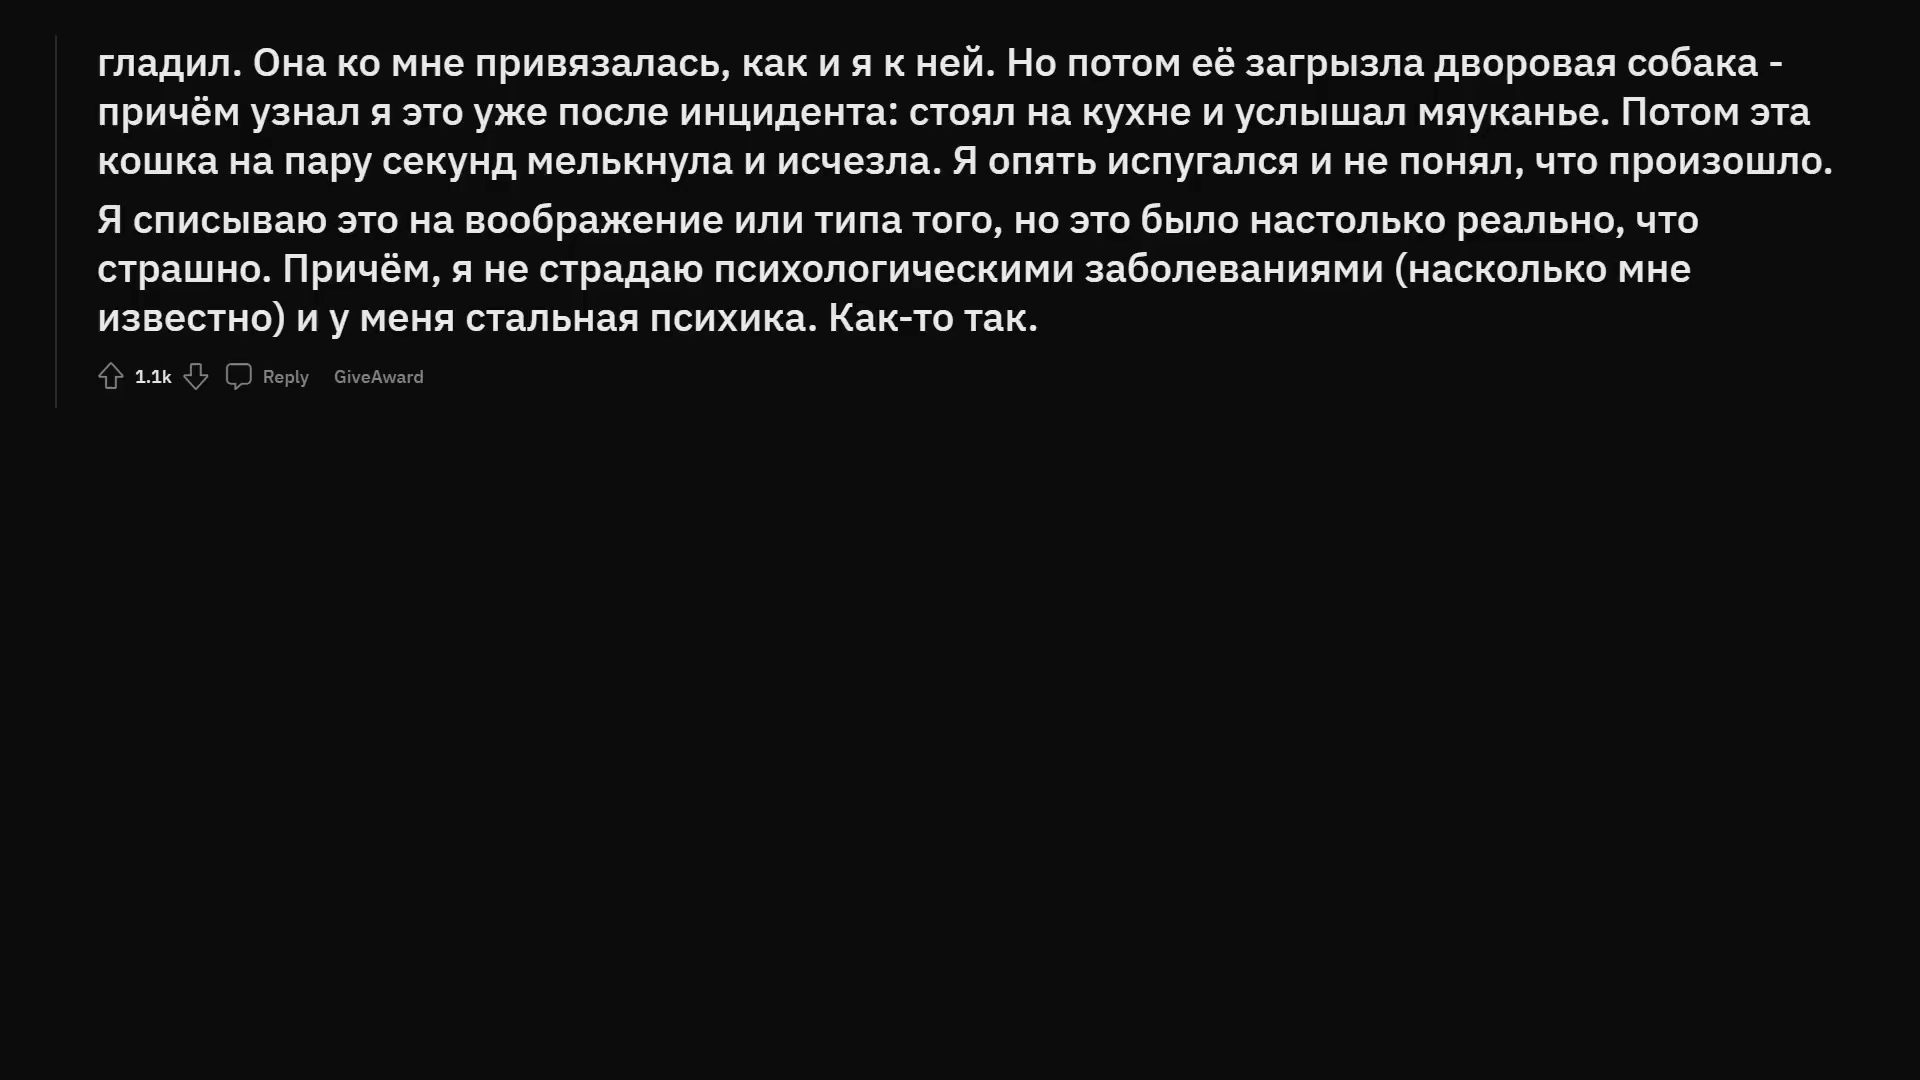 гладил. Она ко мне привязалась, как и я к ней. Но потом её загрызла дворовая собака -
причём узнал я это уже после инцидента: стоял на кухне и услышал мяуканье. Потом эта
кошка на пару секунд мелькнула и исчезла. Я опять испугался и не понял, что произошло.
Я списываю это на воображение или типа того, но это было настолько реально, что
страшно. Причём, я не страдаю психологическими заболеваниями (насколько мне
известно) и у меня стальная психика. Как-то так.
1.1k Reply GiveAward